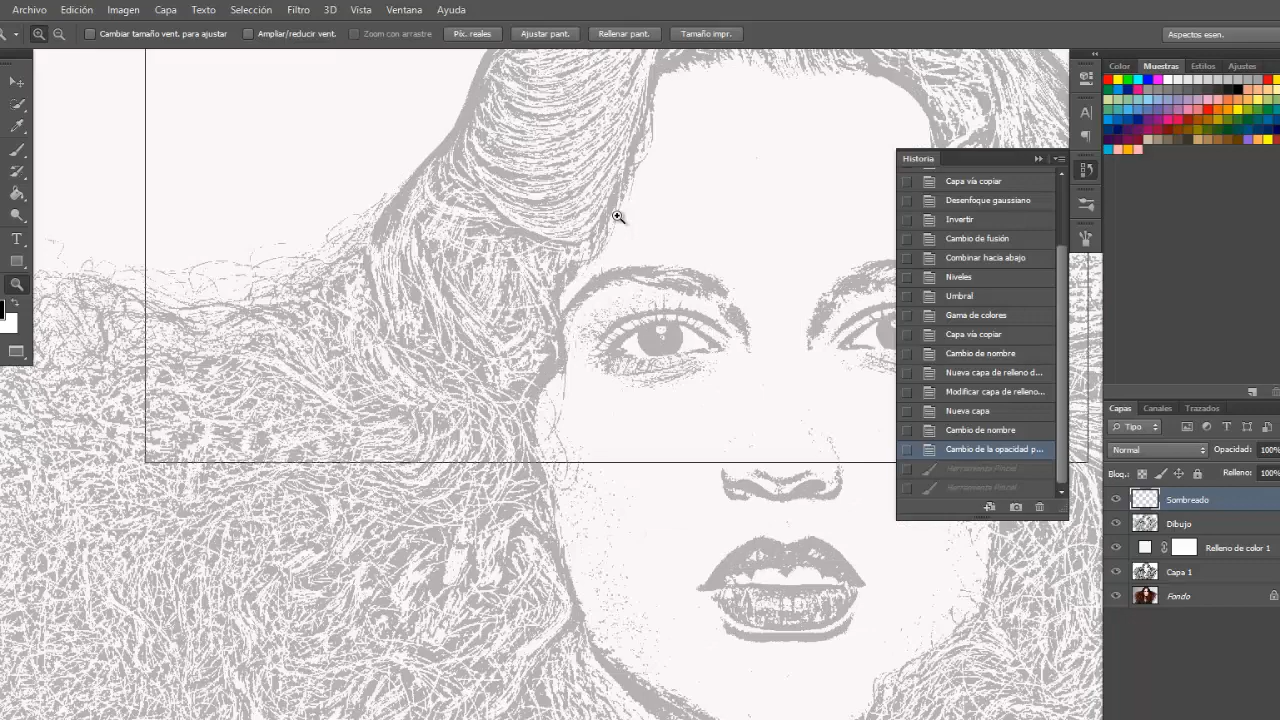 Archivo Edición Imagen Capa Texto Selección Filtro 3D Vista Ventana Ayuda
Cambiar tamaño vent. para ajustar Ampliar/reducir vent. Zoom con arrastre Píx. reales Ajustar pant. Rellenar pant. Tamaño impr. Aspectos esen.
Color Muestras Estilos Ajustes
Historia
Capa vía copiar
Desenfoque gaussiano
Invertir
Cambio de fusión
Combinar hacia abajo
Niveles
Umbral
Gama de colores
Capa vía copiar
Cambio de nombre
Nueva capa de relleno d...
Modificar capa de relleno...
Nueva capa
Cambio de nombre
Cambio de la opacidad p...
Herramienta Pincel
Herramienta Pincel
Capas Canales Trazados
Tipo
Normal Opacidad: 100%
Bloq.: Relleno: 100%
Sombreado
Dibujo
Relleno de color 1
Capa 1
Fondo